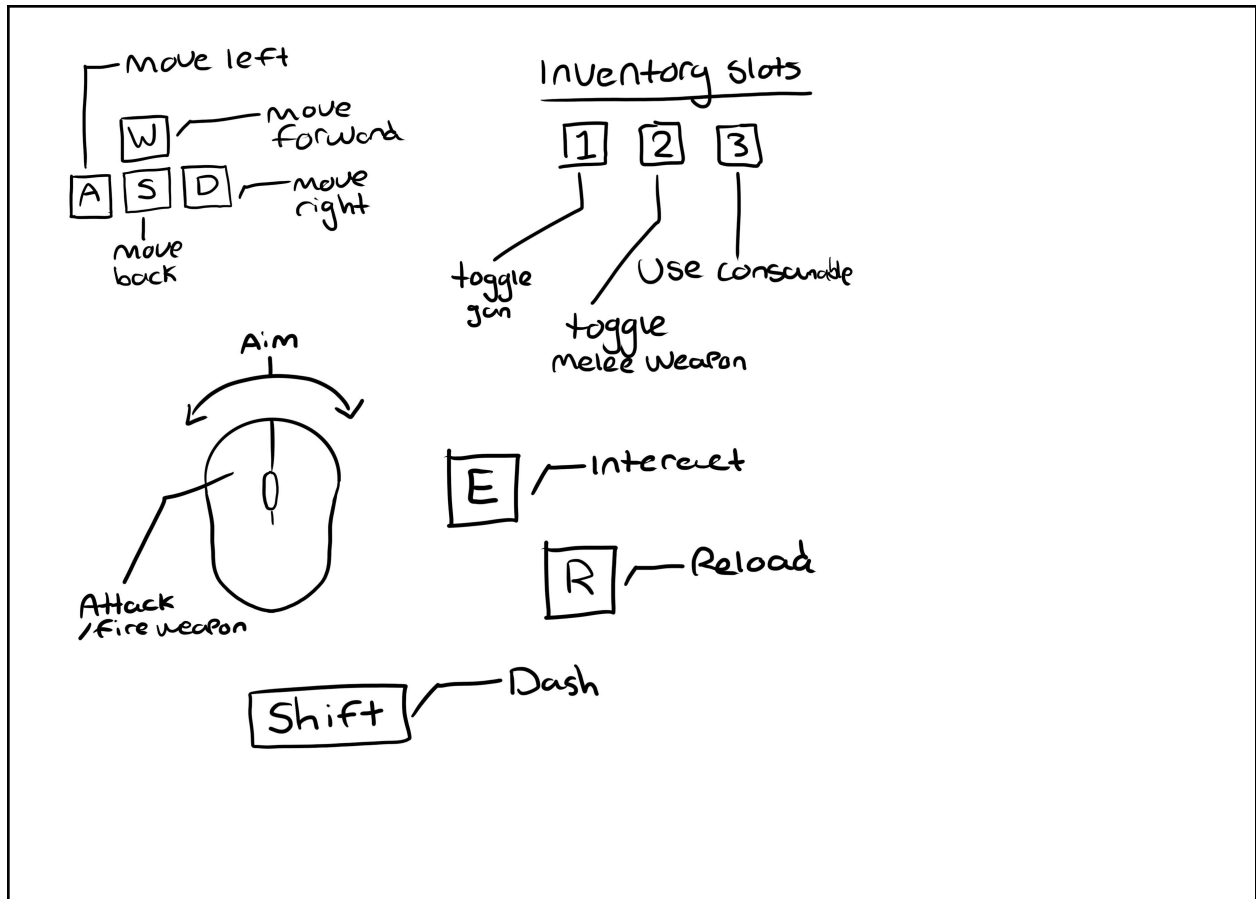 Move left
W
move
forward
A
S
D
move
right
move
back
Inventory slots
1
2
3
toggle
gun
toggle
Melee weapon
Use consumable
Aim
Attack
/fire weapon
E
Interact
R
Reload
Shift
Dash